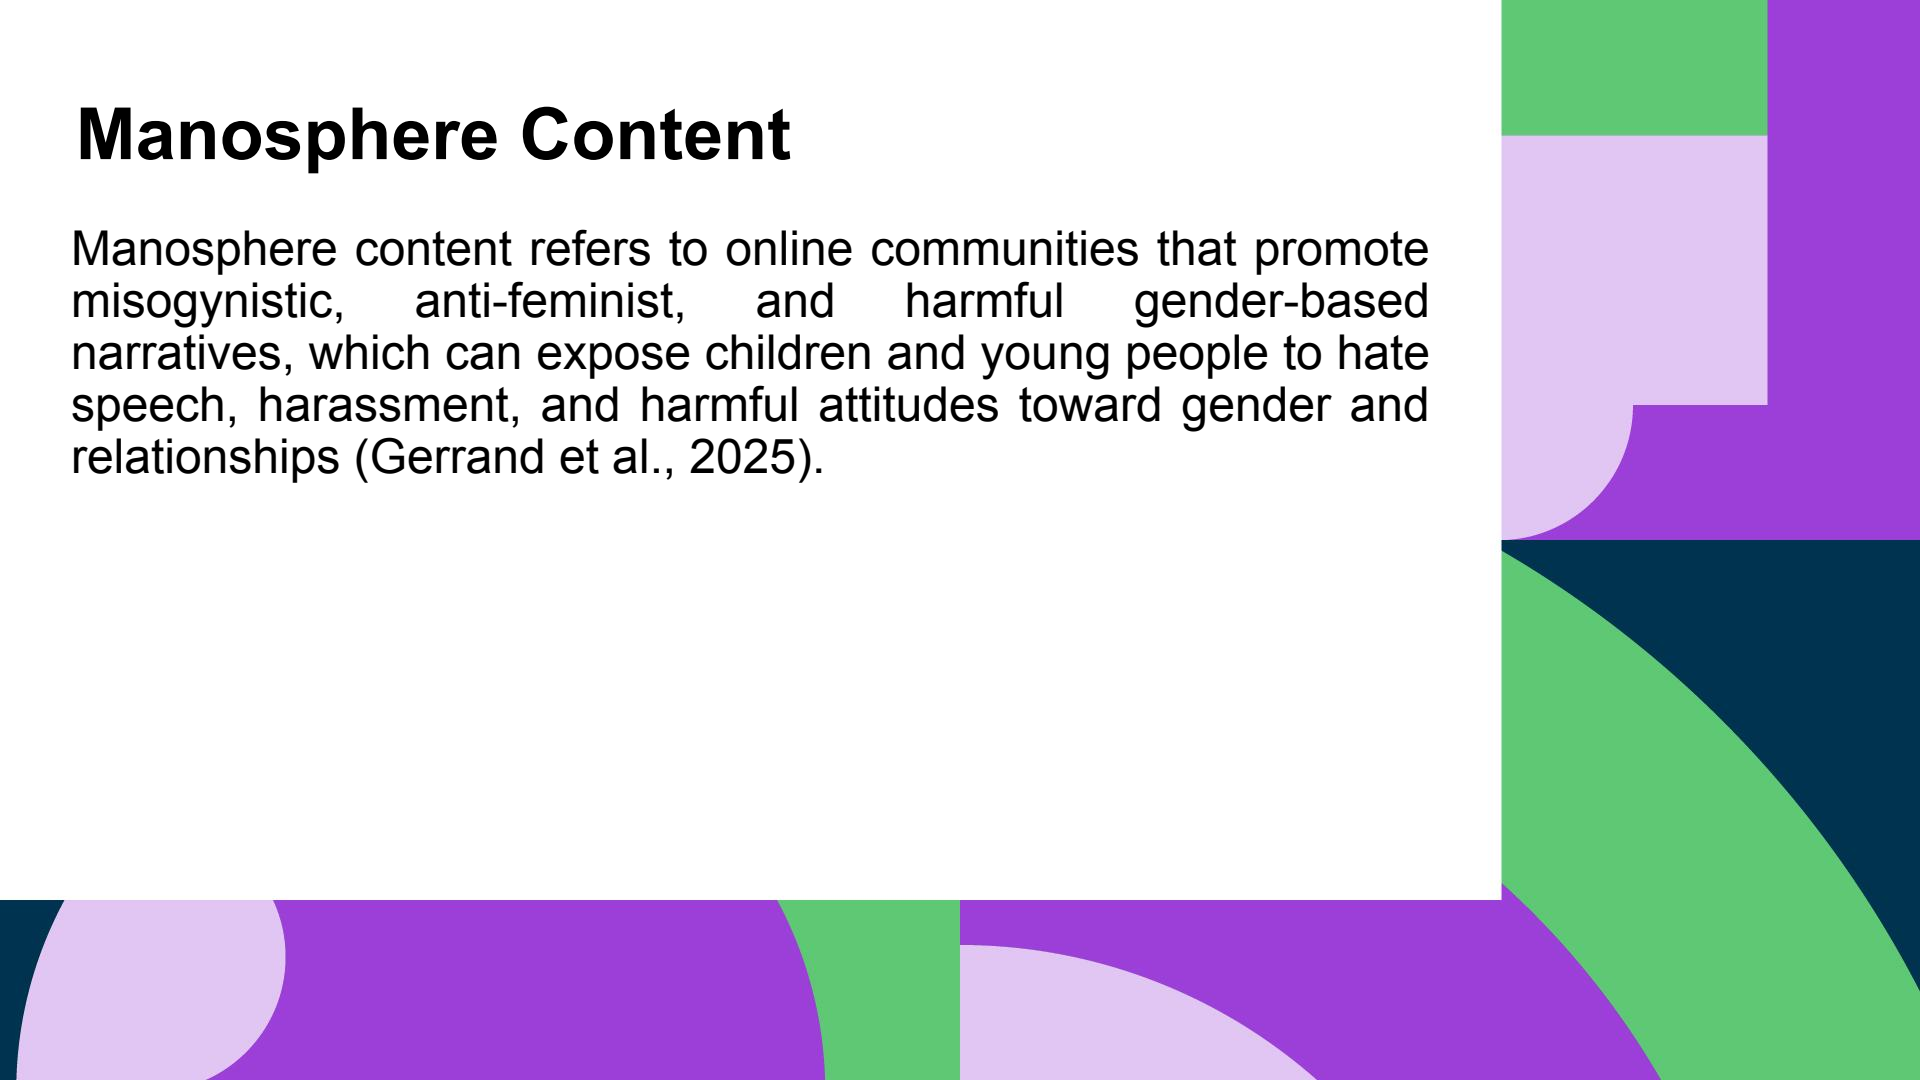 Manosphere Content
Manosphere content refers to online communities that promote
misogynistic, anti-feminist, and harmful gender-based
narratives, which can expose children and young people to hate
speech, harassment, and harmful attitudes toward gender and
relationships (Gerrand et al., 2025).